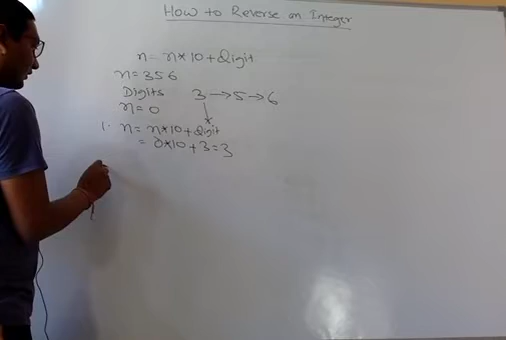 How to Reverse an Integer
n = n*10 + Digit
n = 356
Digits 3 → 5 → 6
n = 0
1. n = n*10 + Digit
= 0*10 + 3 = 3